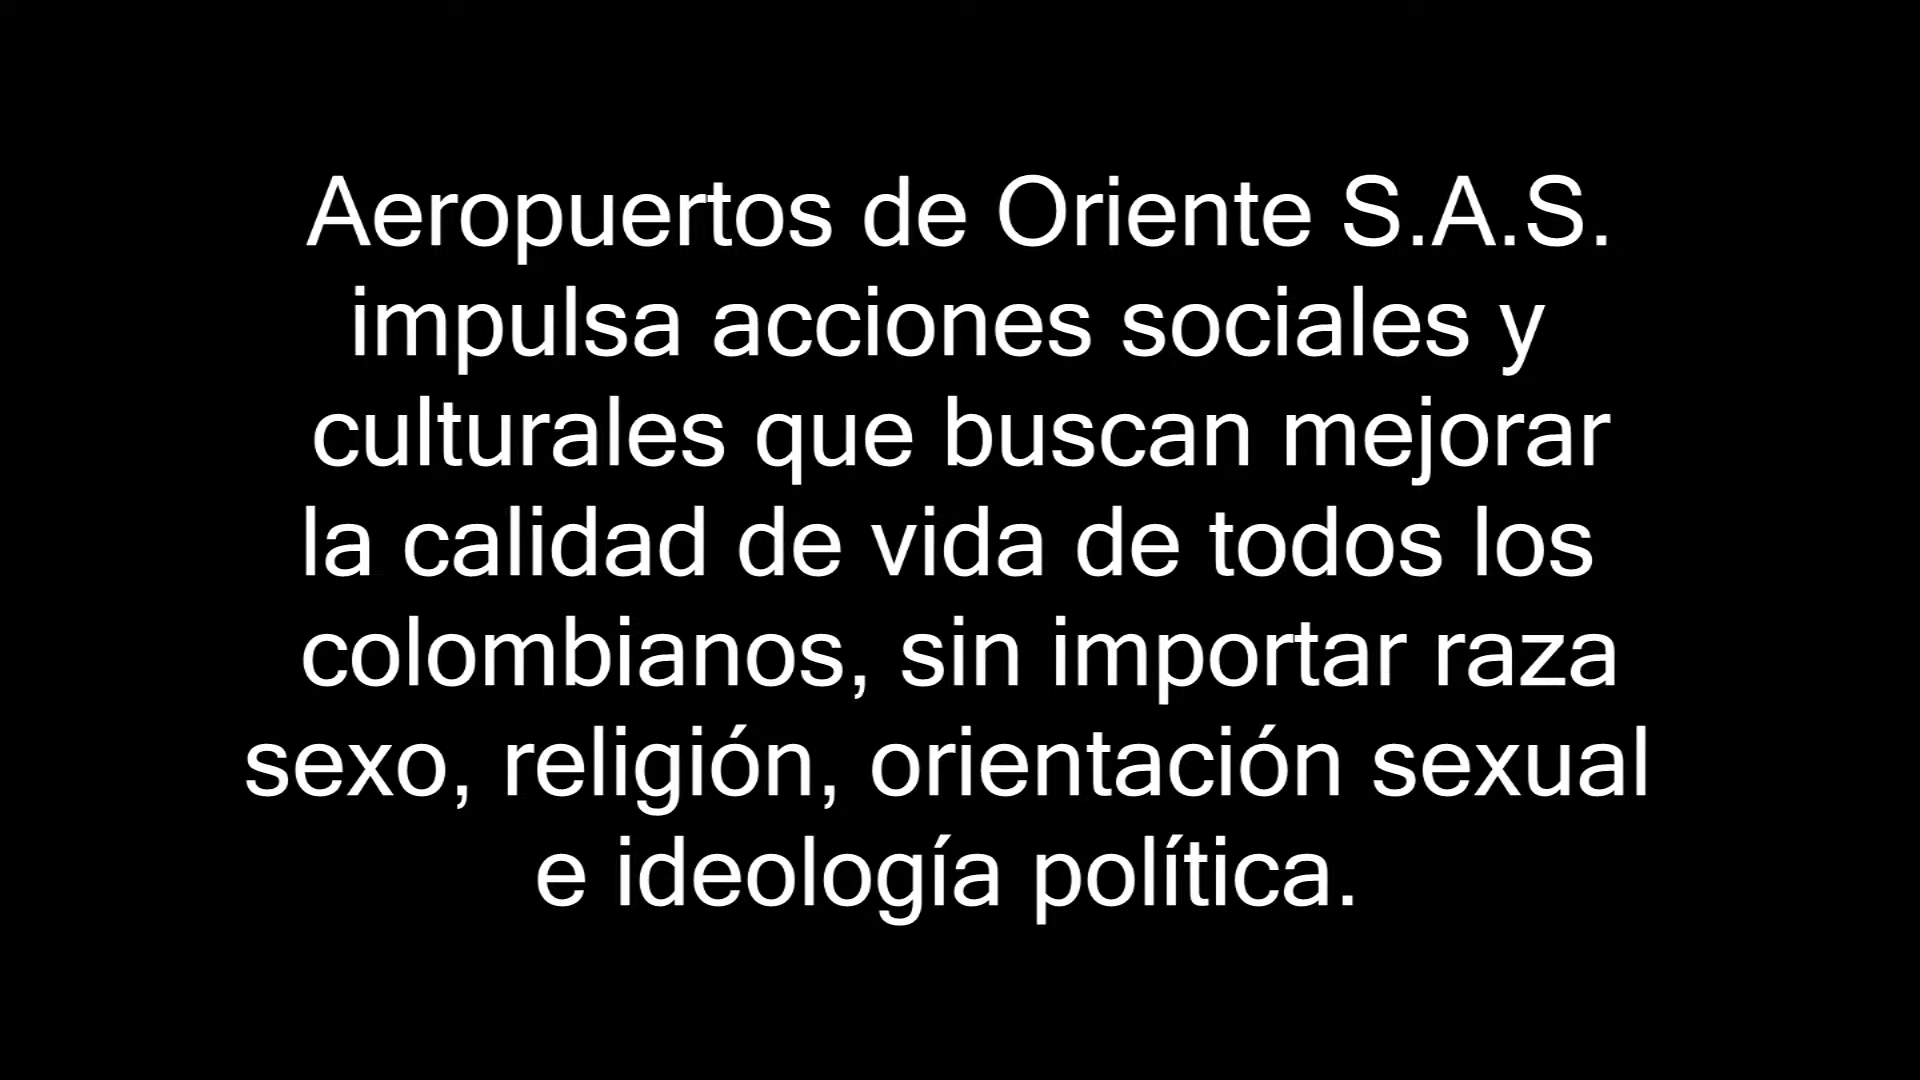 Aeropuertos de Oriente S.A.S.
impulsa acciones sociales y
culturales que buscan mejorar
la calidad de vida de todos los
colombianos, sin importar raza
sexo, religión, orientación sexual
e ideología política.